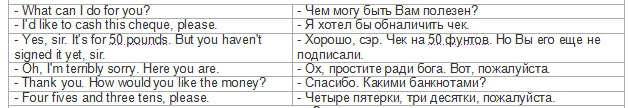 - What can I do for you?
- Чем могу быть Вам полезен?
- I'd like to cash this cheque, please.
- Я хотел бы обналичить чек.
- Yes, sir. It's for 50 pounds. But you haven't
signed it yet, sir.
- Хорошо, сэр. Чек на 50 фунтов. Но Вы его еще не
подписали.
- Oh, I'm terribly sorry. Here you are.
- Ох, простите ради бога. Вот, пожалуйста.
- Thank you. How would you like the money?
- Спасибо. Какими банкнотами?
- Four fives and three tens, please.
- Четыре пятерки, три десятки, пожалуйста.